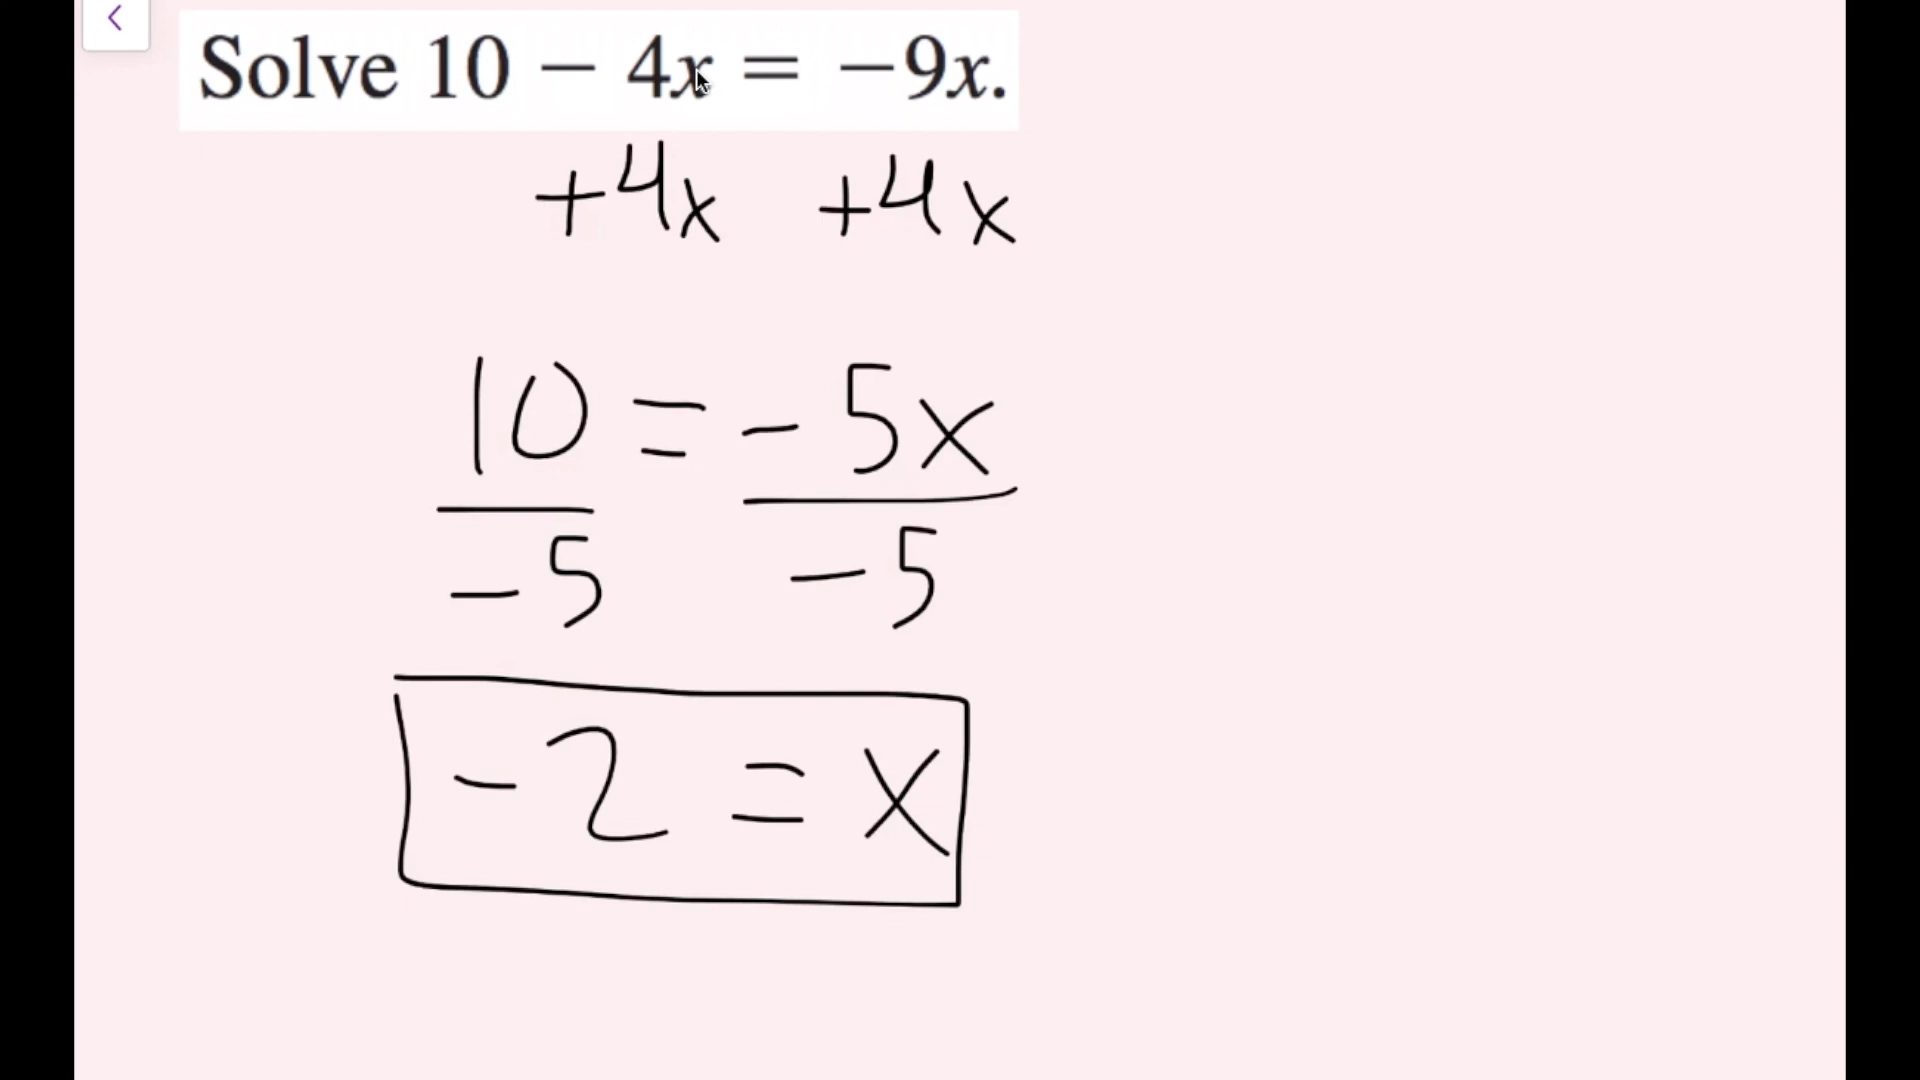 Solve 10 − 4x = −9x.
+4x +4x
10 = -5x
-5 -5
-2 = x